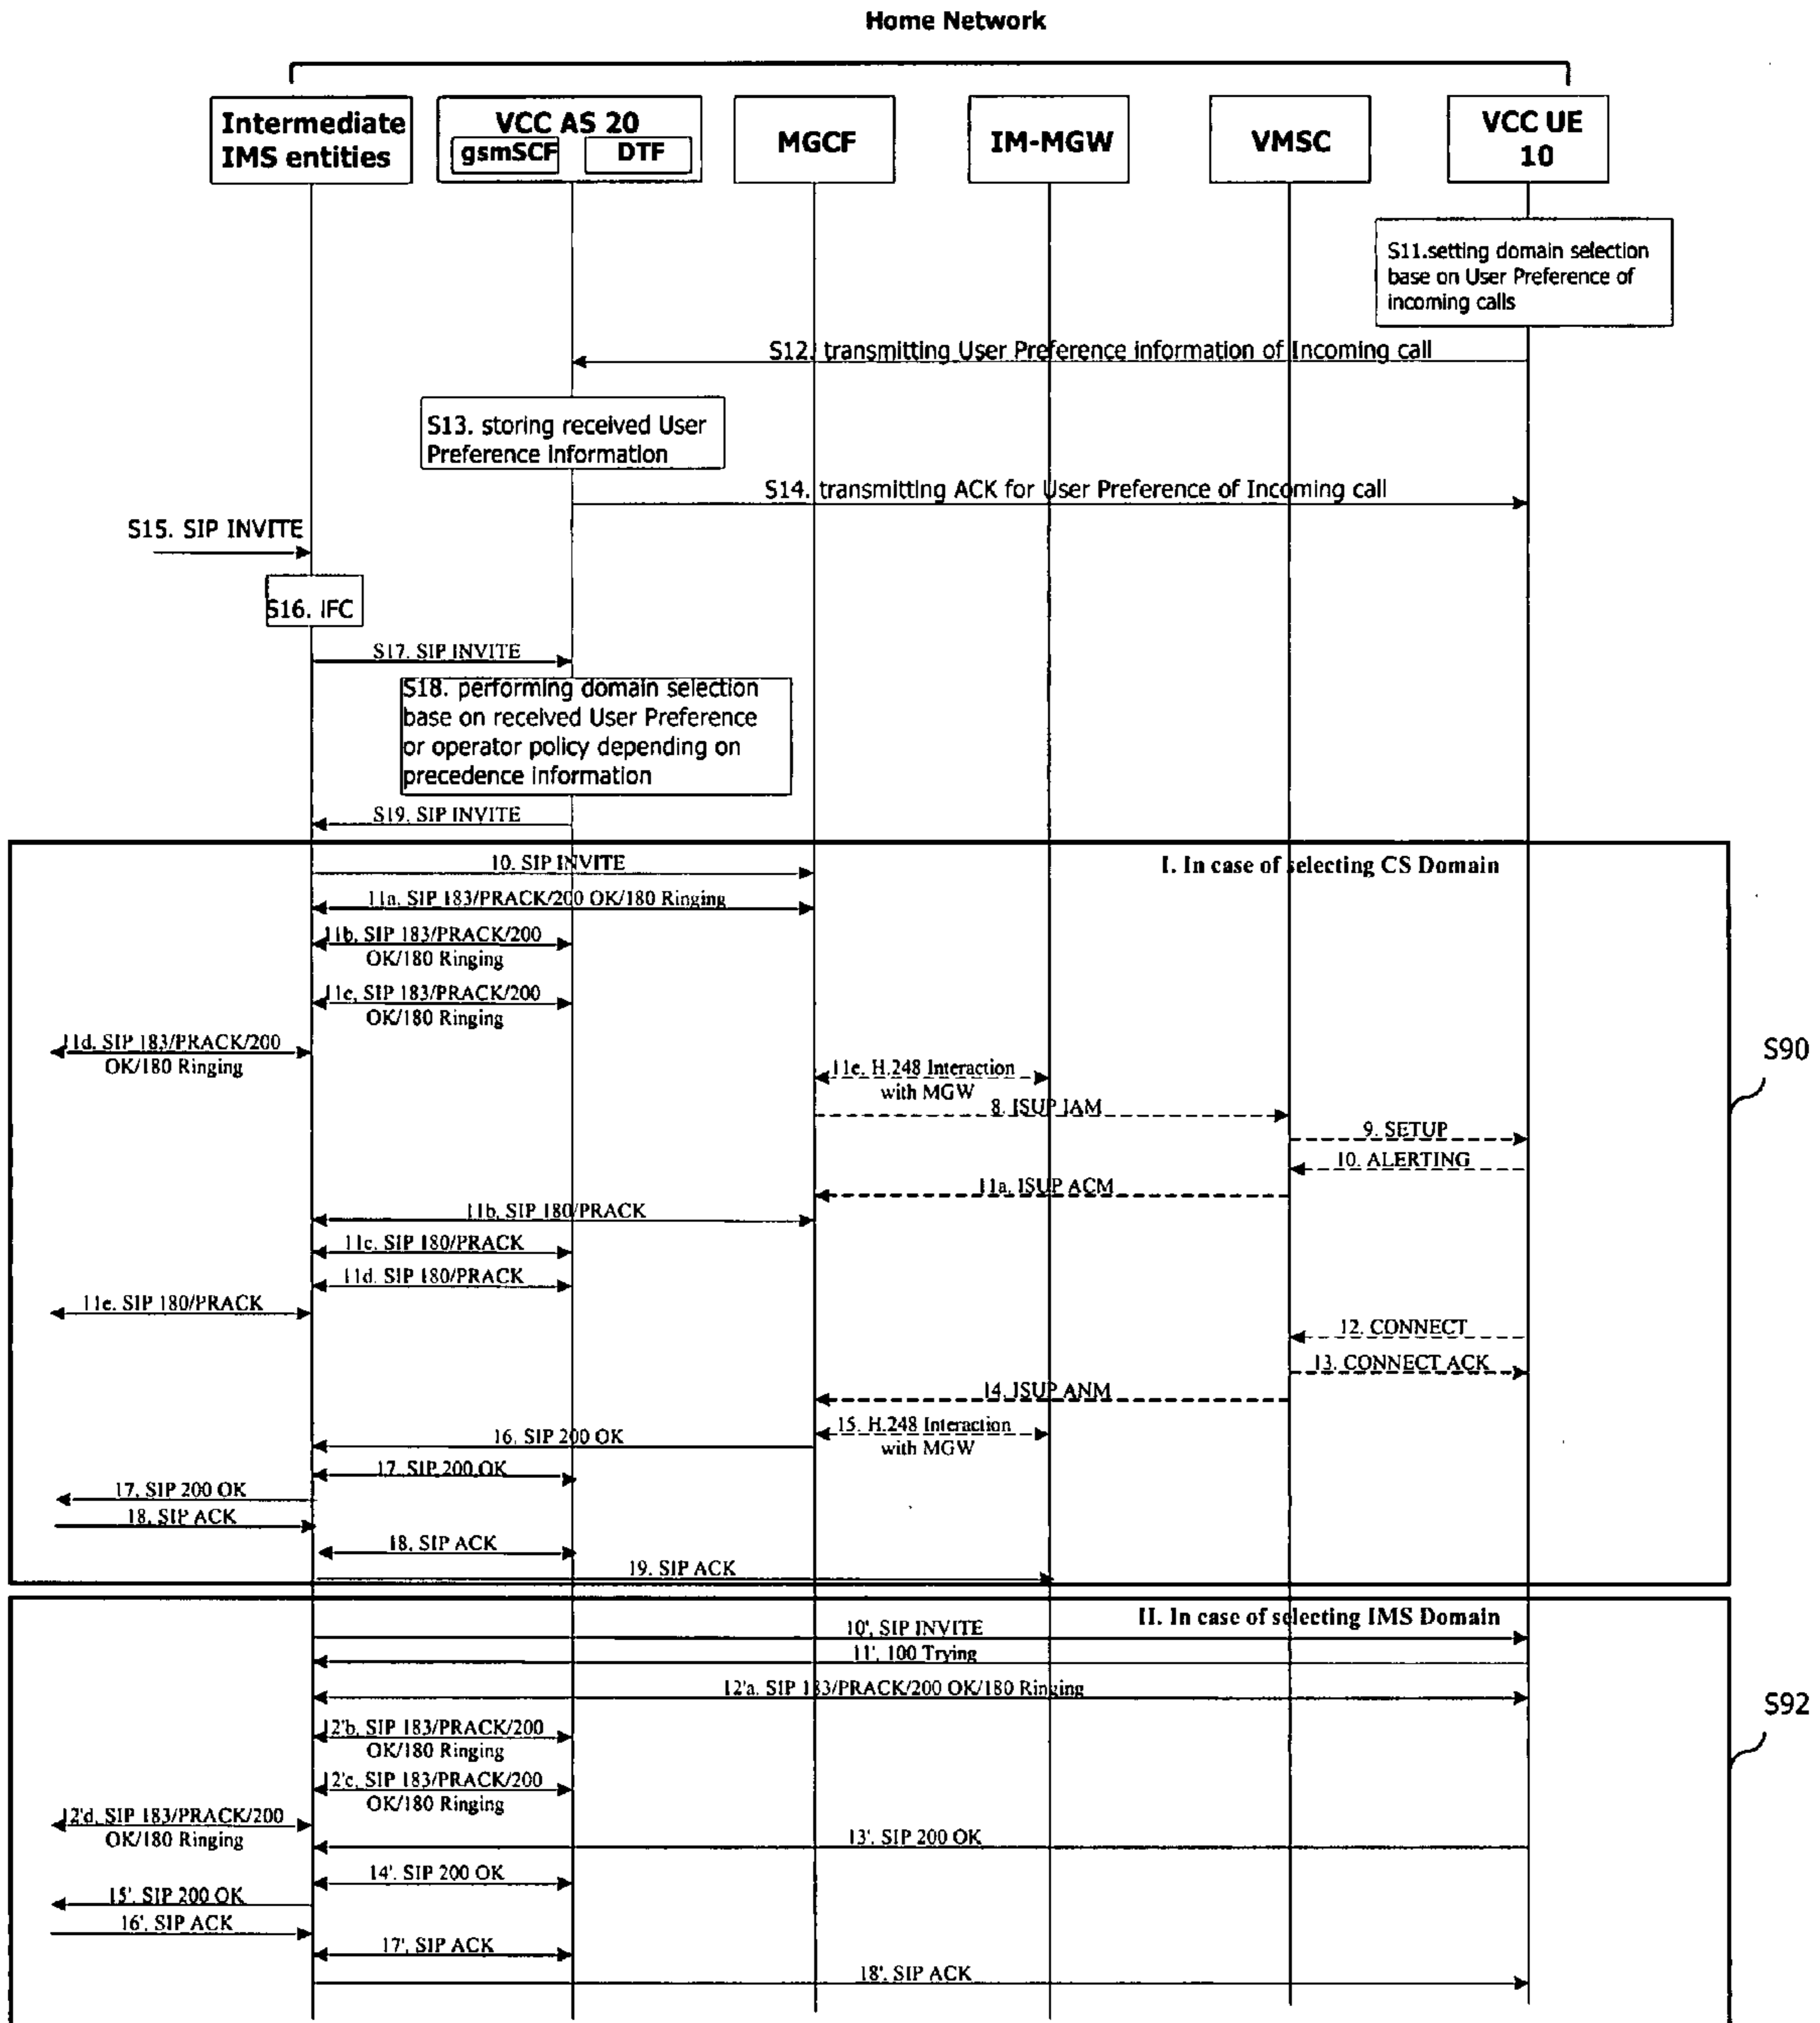 Home Network
Intermediate
IMS entities
VCC AS 20
gsmSCF
DTF
MGCF
IM-MGW
VMSC
VCC UE
10
S11.setting domain selection
base on User Preference of
incoming calls
S12. transmitting User Preference information of Incoming call
S13. storing received User
Preference information
S14. transmitting ACK for User Preference of Incoming call
S15. SIP INVITE
S16. IFC
S17. SIP INVITE
S18. performing domain selection
base on received User Preference
or operator policy depending on
precedence information
S19. SIP INVITE
10. SIP INVITE
I. In case of selecting CS Domain
11a. SIP 183/PRACK/200 OK/180 Ringing
11b. SIP 183/PRACK/200
OK/180 Ringing
11c. SIP 183/PRACK/200
OK/180 Ringing
11d. SIP 183/PRACK/200
OK/180 Ringing
S90
11e. H.248 Interaction
with MGW
8. ISUP IAM
9. SETUP
10. ALERTING
11a. ISUP ACM
11b. SIP 180/PRACK
11c. SIP 180/PRACK
11d. SIP 180/PRACK
11e. SIP 180/PRACK
12. CONNECT
13. CONNECT ACK
14. ISUP ANM
15. H.248 Interaction
with MGW
16. SIP 200 OK
17. SIP 200 OK
17. SIP 200 OK
18. SIP ACK
18. SIP ACK
19. SIP ACK
II. In case of selecting IMS Domain
10'. SIP INVITE
11'. 100 Trying
12'a. SIP 183/PRACK/200 OK/180 Ringing
S92
12'b. SIP 183/PRACK/200
OK/180 Ringing
12'c. SIP 183/PRACK/200
OK/180 Ringing
12'd. SIP 183/PRACK/200
OK/180 Ringing
13'. SIP 200 OK
14'. SIP 200 OK
15'. SIP 200 OK
16'. SIP ACK
17'. SIP ACK
18'. SIP ACK